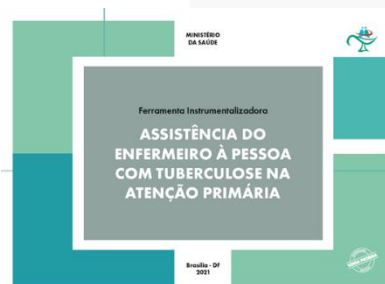 MINISTÉRIO
DA SAÚDE
Ferramenta Instrumentalizadora
ASSISTÊNCIA DO
ENFERMEIRO À PESSOA
COM TUBERCULOSE NA
ATENÇÃO PRIMÁRIA
Brasília - DF
2021